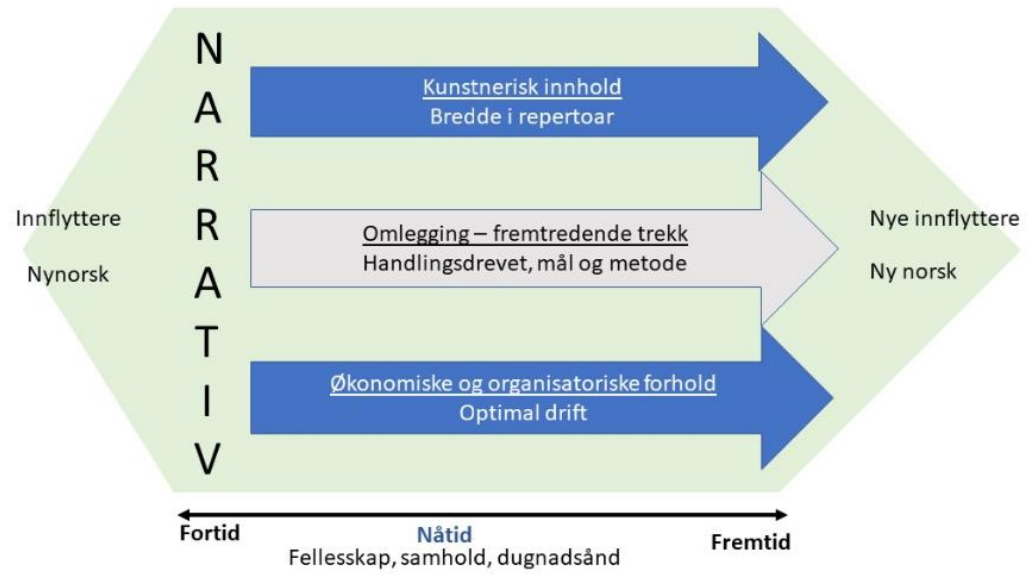 NARRATIV
Kunstnerisk innhold
Bredde i repertoar
Innflyttere
Nynorsk
Omlegging – fremtredende trekk
Handlingsdrevet, mål og metode
Nye innflyttere
Ny norsk
Økonomiske og organisatoriske forhold
Optimal drift
Fortid
Nåtid
Fremtid
Fellesskap, samhold, dugnadsånd